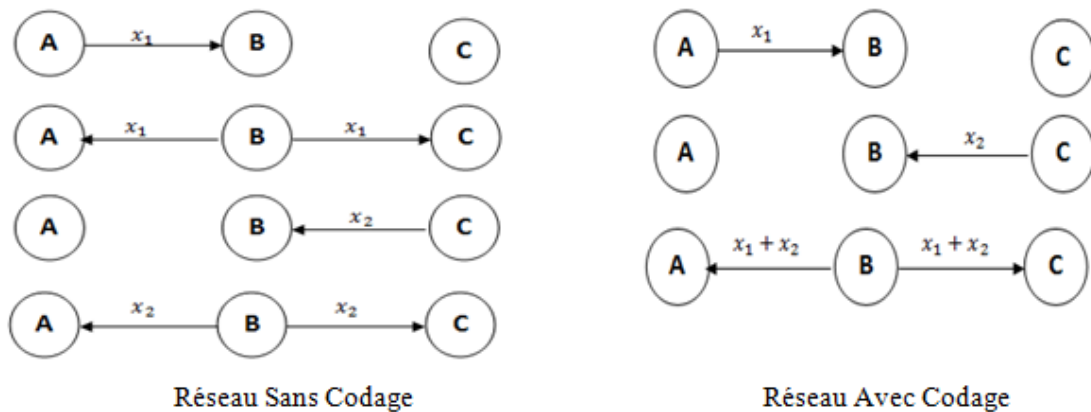 A x₁ B C
A x₁ B x₁ C
A B x₂ C
A x₂ B x₂ C
Réseau Sans Codage
A x₁ B C
A B x₂ C
A x₁ + x₂ B x₁ + x₂ C
Réseau Avec Codage